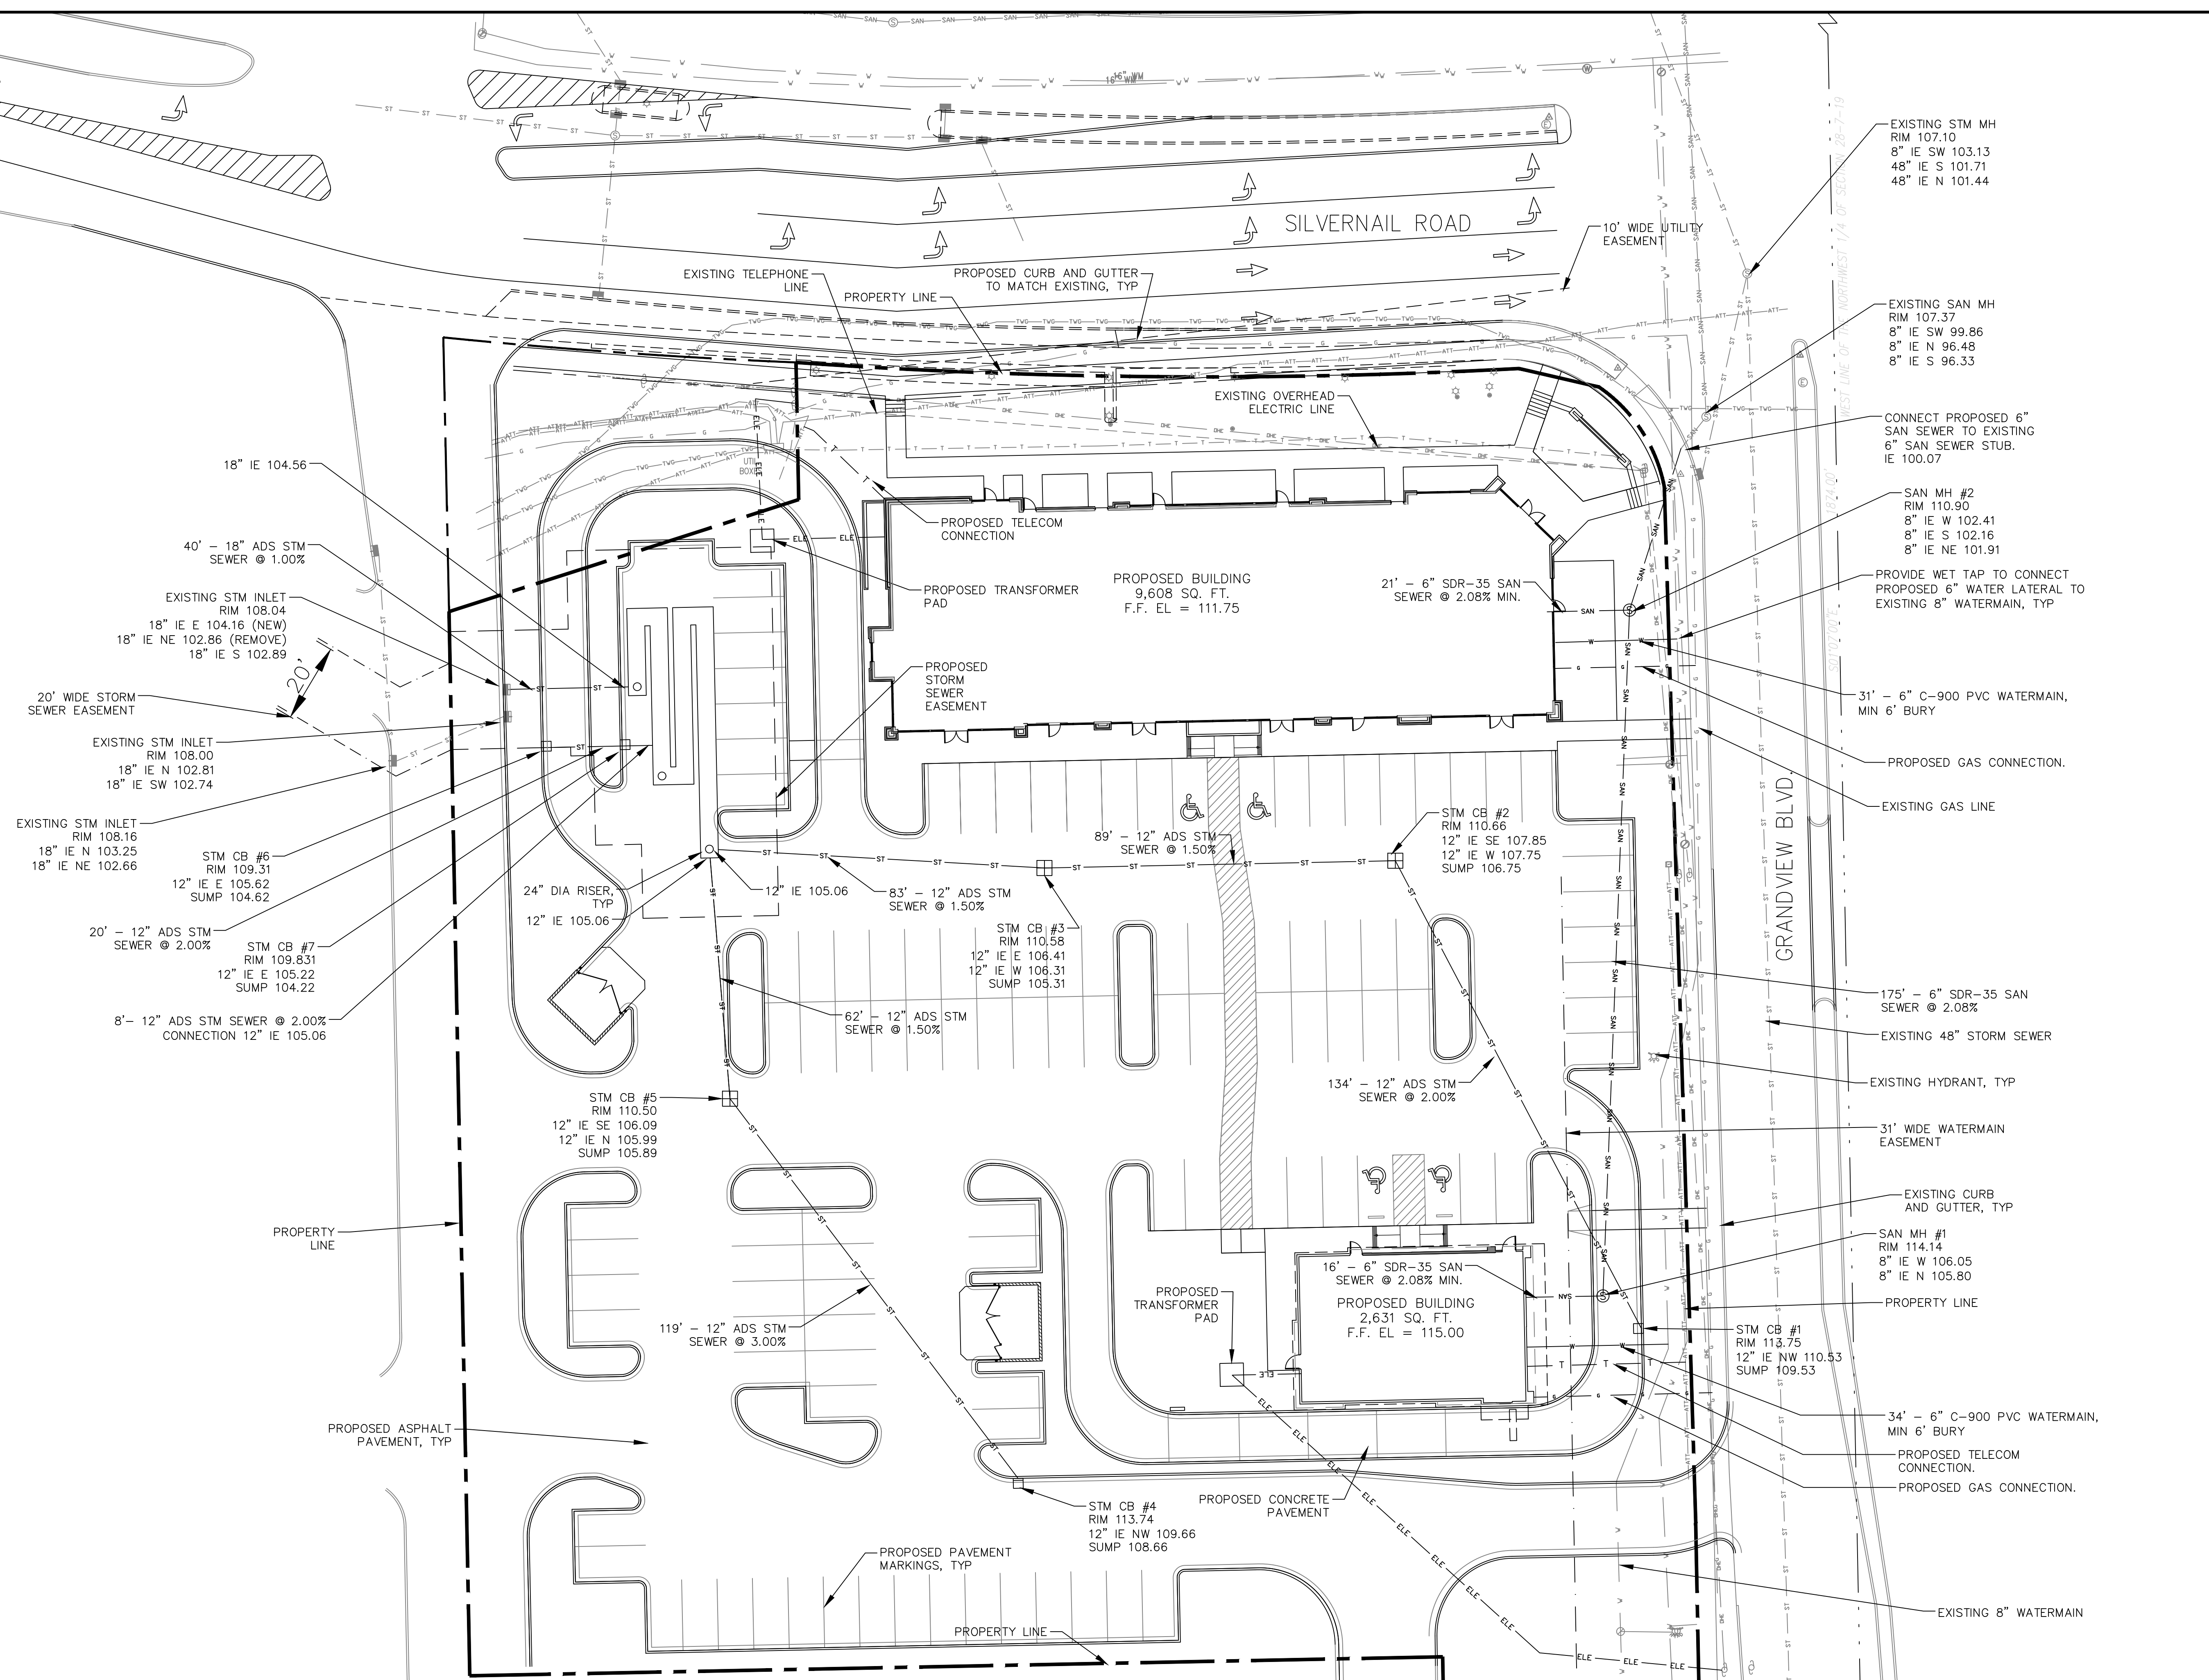 16" WM
SILVERNAIL ROAD
EXISTING STM MH
RIM 107.10
8" IE SW 103.13
48" IE S 101.71
48" IE N 101.44
10' WIDE UTILITY
EASEMENT
EXISTING TELEPHONE
LINE
PROPERTY LINE
PROPOSED CURB AND GUTTER
TO MATCH EXISTING, TYP
EXISTING SAN MH
RIM 107.37
8" IE SW 99.86
8" IE N 96.48
8" IE S 96.33
EXISTING OVERHEAD
ELECTRIC LINE
CONNECT PROPOSED 6"
SAN SEWER TO EXISTING
6" SAN SEWER STUB.
IE 100.07
18" IE 104.56
SAN MH #2
RIM 110.90
8" IE W 102.41
8" IE S 102.16
8" IE NE 101.91
PROPOSED TELECOM
CONNECTION
40' – 18" ADS STM
SEWER @ 1.00%
PROPOSED TRANSFORMER
PAD
PROPOSED BUILDING
9,608 SQ. FT.
F.F. EL = 111.75
21' – 6" SDR–35 SAN
SEWER @ 2.08% MIN.
PROVIDE WET TAP TO CONNECT
PROPOSED 6" WATER LATERAL TO
EXISTING 8" WATERMAIN, TYP
EXISTING STM INLET
RIM 108.04
18" IE E 104.16 (NEW)
18" IE NE 102.86 (REMOVE)
18" IE S 102.89
20'
20' WIDE STORM
SEWER EASEMENT
PROPOSED
STORM
SEWER
EASEMENT
31' – 6" C–900 PVC WATERMAIN,
MIN 6' BURY
EXISTING STM INLET
RIM 108.00
18" IE N 102.81
18" IE SW 102.74
PROPOSED GAS CONNECTION.
EXISTING GAS LINE
EXISTING STM INLET
RIM 108.16
18" IE N 103.25
18" IE NE 102.66
STM CB #6
RIM 109.31
12" IE E 105.62
SUMP 104.62
89' – 12" ADS STM
SEWER @ 1.50%
STM CB #2
RIM 110.66
12" IE SE 107.85
12" IE W 107.75
SUMP 106.75
24" DIA RISER,
TYP
12" IE 105.06
12" IE 105.06
83' – 12" ADS STM
SEWER @ 1.50%
GRANDVIEW BLVD.
20' – 12" ADS STM
SEWER @ 2.00%
STM CB #7
RIM 109.831
12" IE E 105.22
SUMP 104.22
STM CB #3
RIM 110.58
12" IE E 106.41
12" IE W 106.31
SUMP 105.31
8'– 12" ADS STM SEWER @ 2.00%
CONNECTION 12" IE 105.06
62' – 12" ADS STM
SEWER @ 1.50%
175' – 6" SDR–35 SAN
SEWER @ 2.08%
EXISTING 48" STORM SEWER
EXISTING HYDRANT, TYP
134' – 12" ADS STM
SEWER @ 2.00%
STM CB #5
RIM 110.50
12" IE SE 106.09
12" IE N 105.99
SUMP 105.89
31' WIDE WATERMAIN
EASEMENT
EXISTING CURB
AND GUTTER, TYP
PROPERTY
LINE
SAN MH #1
RIM 114.14
8" IE W 106.05
8" IE N 105.80
16' – 6" SDR–35 SAN
SEWER @ 2.08% MIN.
PROPOSED
TRANSFORMER
PAD
PROPOSED BUILDING
2,631 SQ. FT.
F.F. EL = 115.00
PROPERTY LINE
119' – 12" ADS STM
SEWER @ 3.00%
STM CB #1
RIM 113.75
12" IE NW 110.53
SUMP 109.53
PROPOSED ASPHALT
PAVEMENT, TYP
34' – 6" C–900 PVC WATERMAIN,
MIN 6' BURY
PROPOSED TELECOM
CONNECTION.
PROPOSED GAS CONNECTION.
PROPOSED CONCRETE
PAVEMENT
STM CB #4
RIM 113.74
12" IE NW 109.66
SUMP 108.66
PROPOSED PAVEMENT
MARKINGS, TYP
EXISTING 8" WATERMAIN
PROPERTY LINE